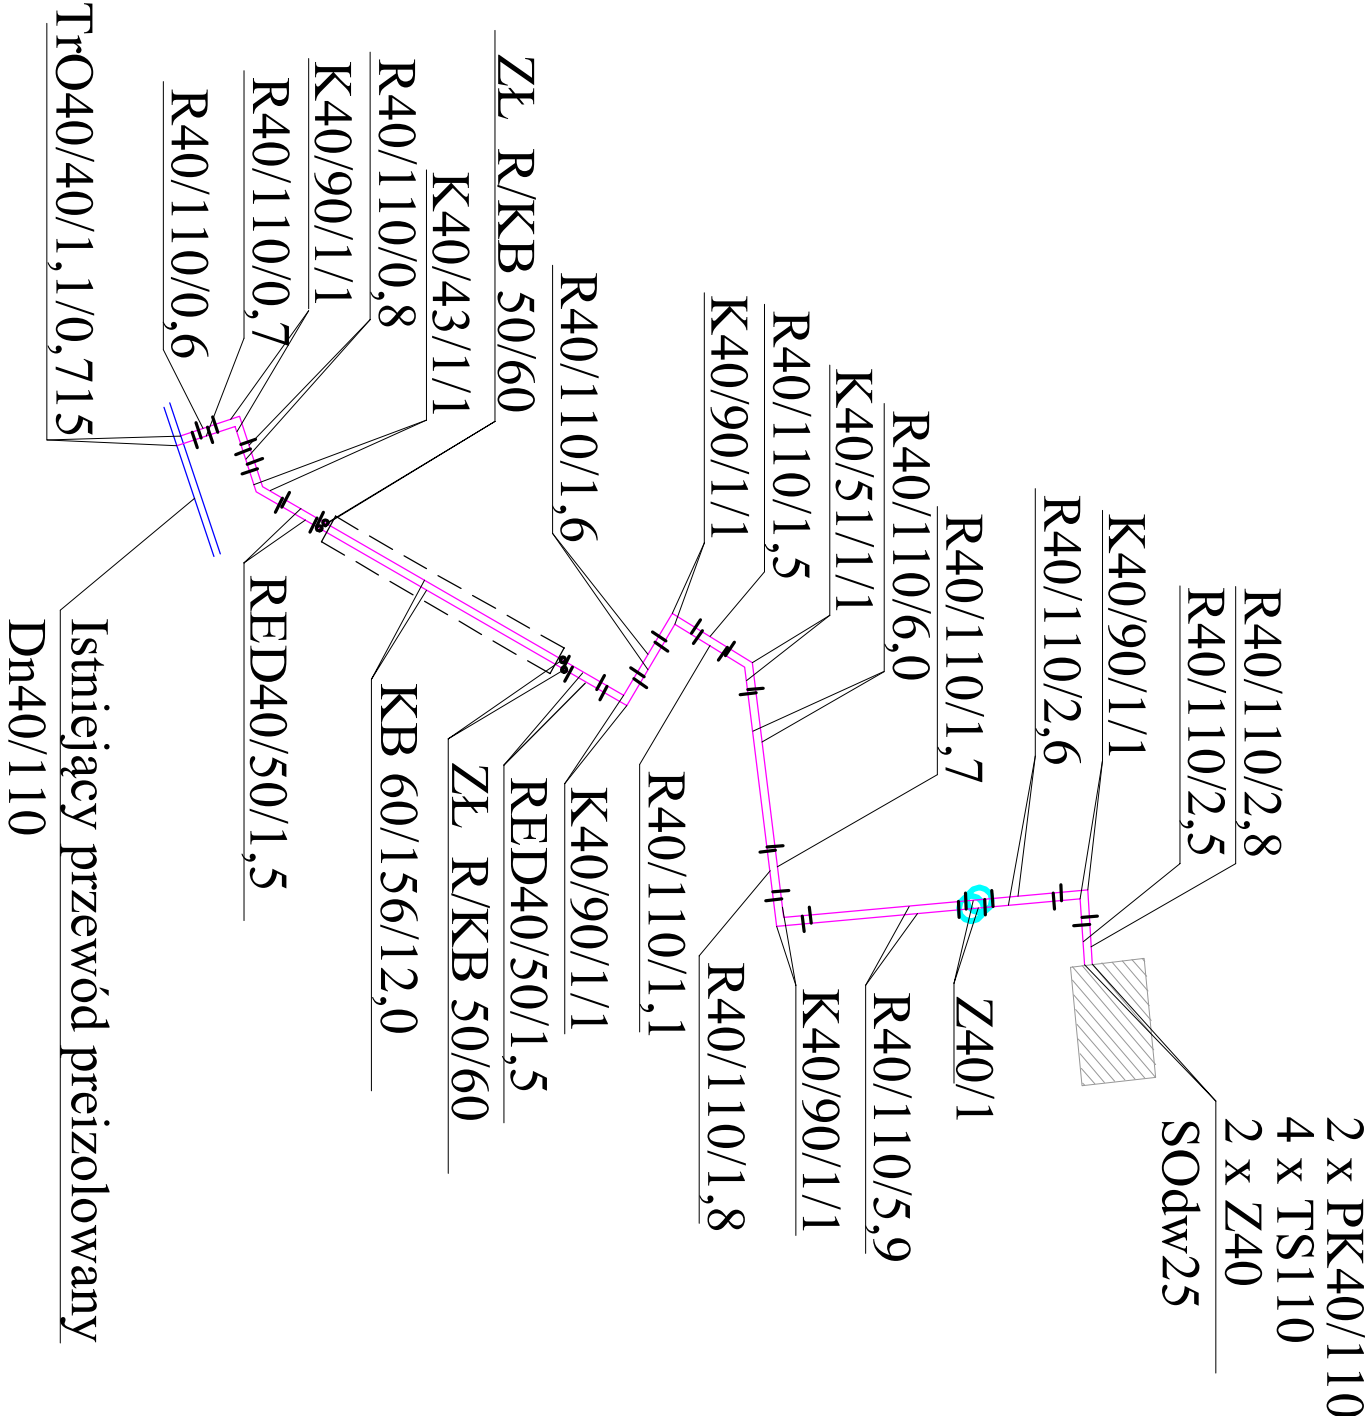 2 x PK40/110
4 x TS110
2 x Z40
SOdw25
R40/110/2,8
R40/110/2,5
K40/90/1/1
R40/110/2,6
R40/110/1,7
R40/110/6,0
K40/51/1/1
R40/110/1,5
K40/90/1/1
R40/110/1,6
ZŁ R/KB 50/60
K40/43/1/1
R40/110/0,8
K40/90/1/1
R40/110/0,7
R40/110/0,6
TrO40/40/1,1/0,715
Z40/1
R40/110/5,9
K40/90/1/1
R40/110/1,8
R40/110/1,1
K40/90/1/1
RED40/50/1,5
ZŁ R/KB 50/60
KB 60/156/12,0
RED40/50/1,5
Istniejący przewód preizolowany
Dn40/110